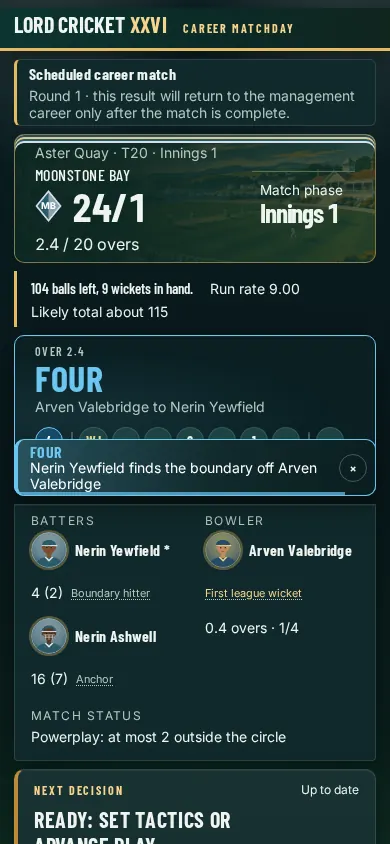 LORD CRICKET XXVI CAREER MATCHDAY
Scheduled career match
Round 1 · this result will return to the management
career only after the match is complete.
Aster Quay · T20 · Innings 1
MOONSTONE BAY
MB 24/1
2.4 / 20 overs
Match phase
Innings 1
104 balls left, 9 wickets in hand. Run rate 9.00
Likely total about 115
OVER 2.4
FOUR
Arven Valebridge to Nerin Yewfield
FOUR
Nerin Yewfield finds the boundary off Arven
Valebridge
×
BATTERS
Nerin Yewfield *
4 (2) Boundary hitter
Nerin Ashwell
16 (7) Anchor
BOWLER
Arven Valebridge
First league wicket
0.4 overs · 1/4
MATCH STATUS
Powerplay: at most 2 outside the circle
NEXT DECISION Up to date
READY: SET TACTICS OR
ADVANCE PLAY